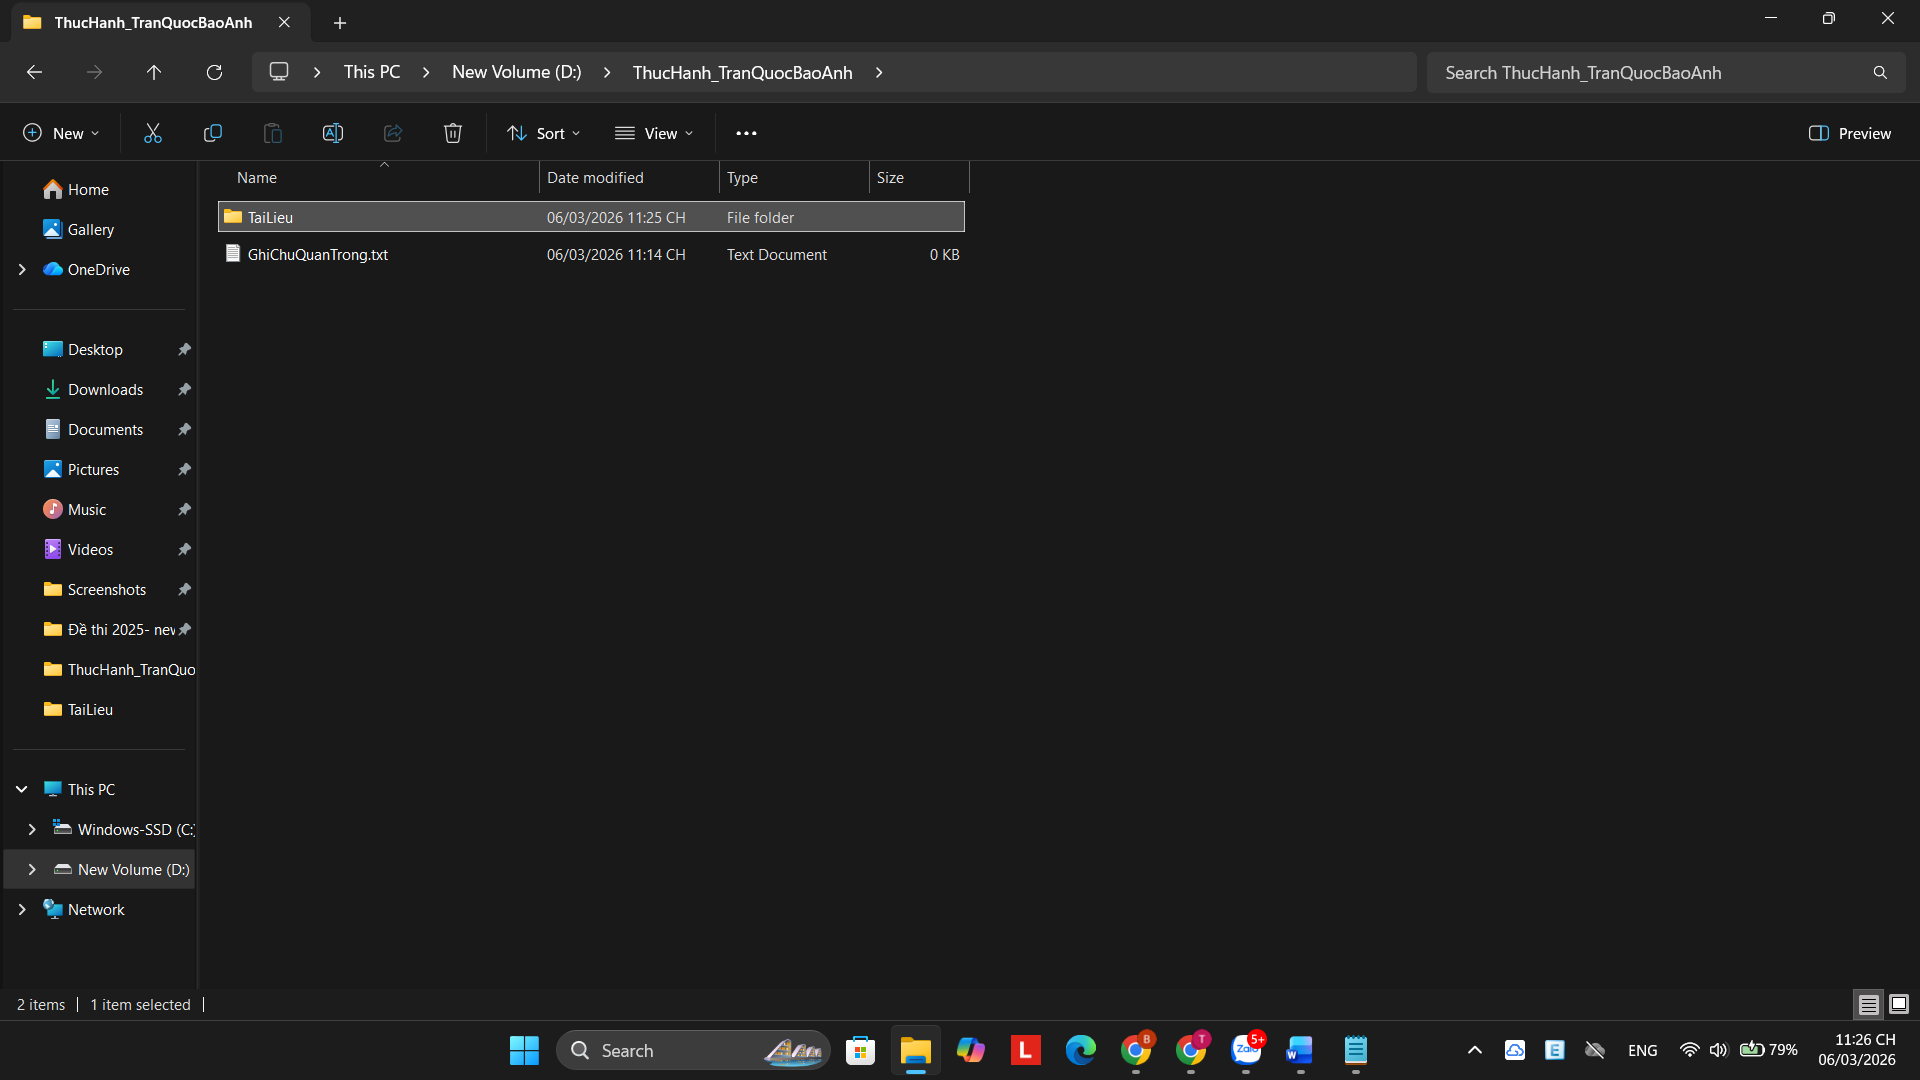 ThucHanh_TranQuocBaoAnh
This PC > New Volume (D:) > ThucHanh_TranQuocBaoAnh >
Search ThucHanh_TranQuocBaoAnh
New
Sort
View
Preview
Name Date modified Type Size
TaiLieu 06/03/2026 11:25 CH File folder
GhiChuQuanTrong.txt 06/03/2026 11:14 CH Text Document 0 KB
Home
Gallery
OneDrive
Desktop
Downloads
Documents
Pictures
Music
Videos
Screenshots
Đề thi 2025- new
ThucHanh_TranQuo
TaiLieu
This PC
Windows-SSD (C:)
New Volume (D:)
Network
2 items
1 item selected
Search
L
B
T
Zalo
5+
W
E
ENG
79%
11:26 CH
06/03/2026